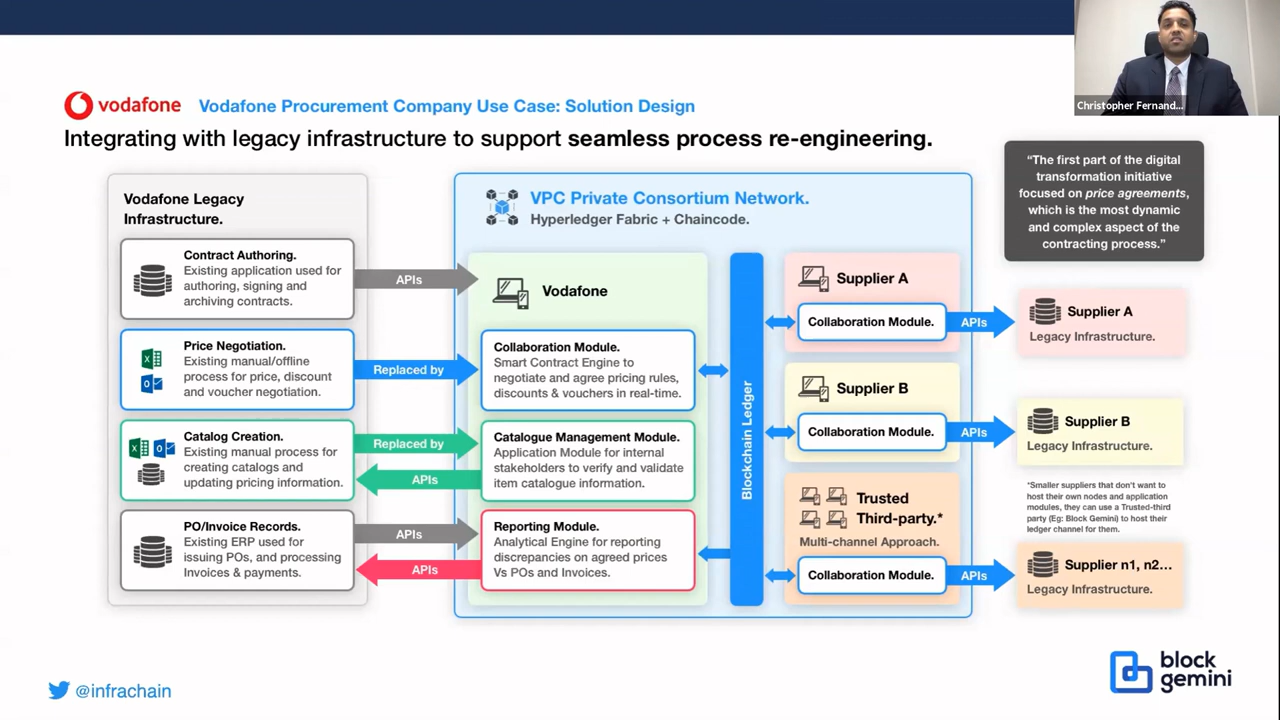 Christopher Fernand...
vodafone
Vodafone Procurement Company Use Case: Solution Design
Integrating with legacy infrastructure to support seamless process re-engineering.
“The first part of the digital
transformation initiative
focused on price agreements,
which is the most dynamic
and complex aspect of the
contracting process.”
Vodafone Legacy
Infrastructure.
Contract Authoring.
Existing application used for
authoring, signing and
archiving contracts.
Price Negotiation.
Existing manual/offline
process for price, discount
and voucher negotiation.
Catalog Creation.
Existing manual process for
creating catalogs and
updating pricing information.
PO/Invoice Records.
Existing ERP used for
issuing POs, and processing
Invoices & payments.
APIs
Replaced by
Replaced by
APIs
APIs
APIs
VPC Private Consortium Network.
Hyperledger Fabric + Chaincode.
Vodafone
Collaboration Module.
Smart Contract Engine to
negotiate and agree pricing rules,
discounts & vouchers in real-time.
Catalogue Management Module.
Application Module for internal
stakeholders to verify and validate
item catalogue information.
Reporting Module.
Analytical Engine for reporting
discrepancies on agreed prices
Vs POs and Invoices.
Blockchain Ledger
Supplier A
Collaboration Module.
APIs
Supplier A
Legacy Infrastructure.
Supplier B
Collaboration Module.
APIs
Supplier B
Legacy Infrastructure.
Trusted
Third-party.*
Multi-channel Approach.
Collaboration Module.
APIs
*Smaller suppliers that don't want to
host their own nodes and application
modules, they can use a Trusted-third
party (Eg: Block Gemini) to host their
ledger channel for them.
Supplier n1, n2...
Legacy Infrastructure.
@infrachain
block
gemini